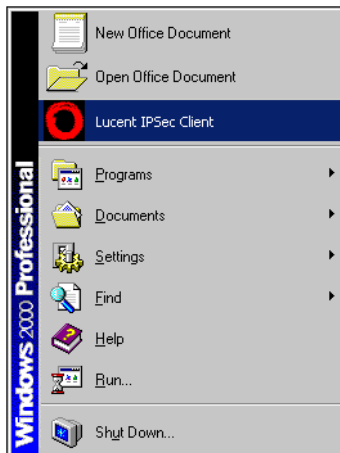 New Office Document
Open Office Document
Lucent IPSec Client
Programs
Documents
Settings
Find
Help
Run...
Shut Down...
Windows 2000 Professional